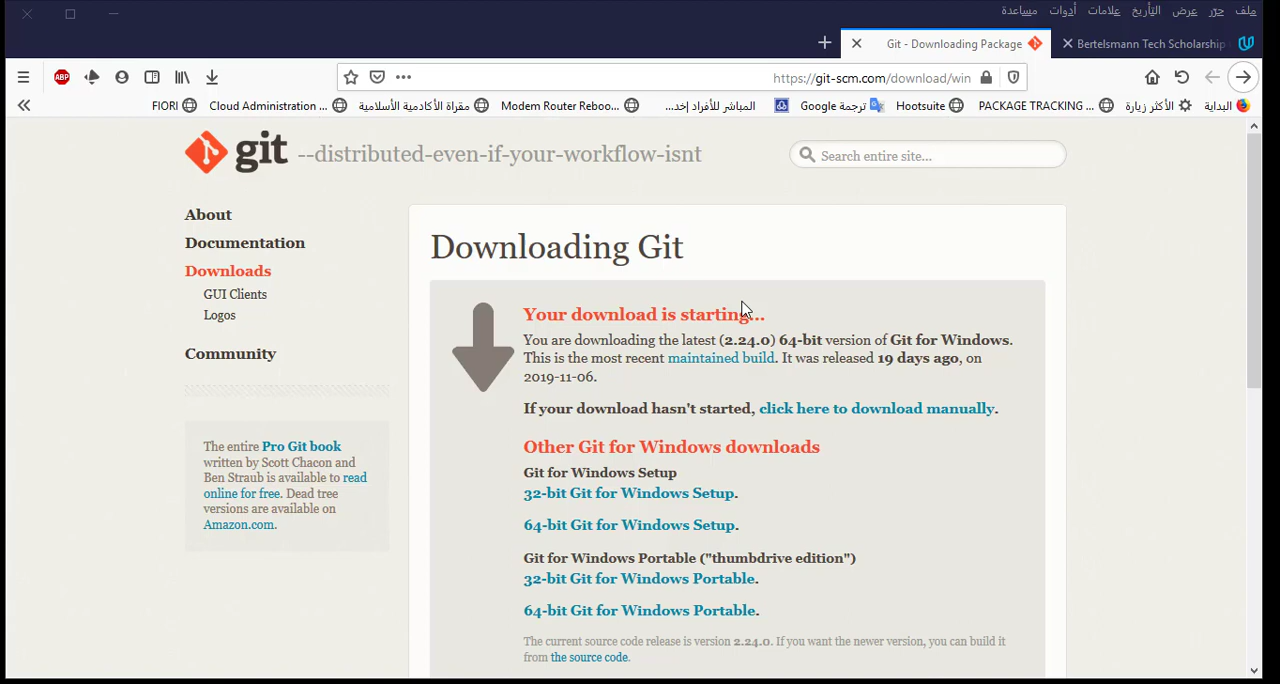 ملف
عرض
حرّر
التأريخ
علامات
أدوات
مساعدة
Git - Downloading Package
Bertelsmann Tech Scholarship
https://git-scm.com/download/win
البداية
الأكثر زيارة
PACKAGE TRACKING ...
Hootsuite
ترجمة Google
المباشر للأفراد إخد...
Modem Router Reboo...
مقراة الأكاديمية الأسلامية
Cloud Administration ...
FIORI
ABP
git --distributed-even-if-your-workflow-isnt
Search entire site...
About
Documentation
Downloads
GUI Clients
Logos
Community
The entire Pro Git book
written by Scott Chacon and
Ben Straub is available to read
online for free. Dead tree
versions are available on
Amazon.com.
Downloading Git
Your download is starting...
You are downloading the latest (2.24.0) 64-bit version of Git for Windows.
This is the most recent maintained build. It was released 19 days ago, on
2019-11-06.
If your download hasn't started, click here to download manually.
Other Git for Windows downloads
Git for Windows Setup
32-bit Git for Windows Setup.
64-bit Git for Windows Setup.
Git for Windows Portable ("thumbdrive edition")
32-bit Git for Windows Portable.
64-bit Git for Windows Portable.
The current source code release is version 2.24.0. If you want the newer version, you can build it
from the source code.